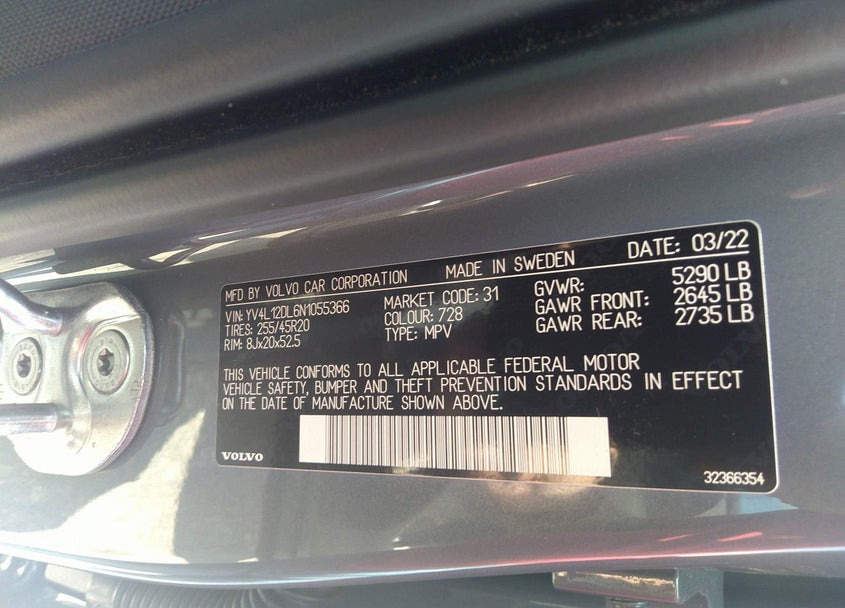 MFD BY VOLVO CAR CORPORATION MADE IN SWEDEN DATE: 03/22
VIN: YV4L12DL6N1055366 MARKET CODE: 31 GVWR: 5290 LB
TIRES: 255/45R20 COLOUR: 728 GAWR FRONT: 2645 LB
RIM: 8Jx20x52.5 TYPE: MPV GAWR REAR: 2735 LB
THIS VEHICLE CONFORMS TO ALL APPLICABLE FEDERAL MOTOR
VEHICLE SAFETY, BUMPER AND THEFT PREVENTION STANDARDS IN EFFECT
ON THE DATE OF MANUFACTURE SHOWN ABOVE.
VOLVO
32366354